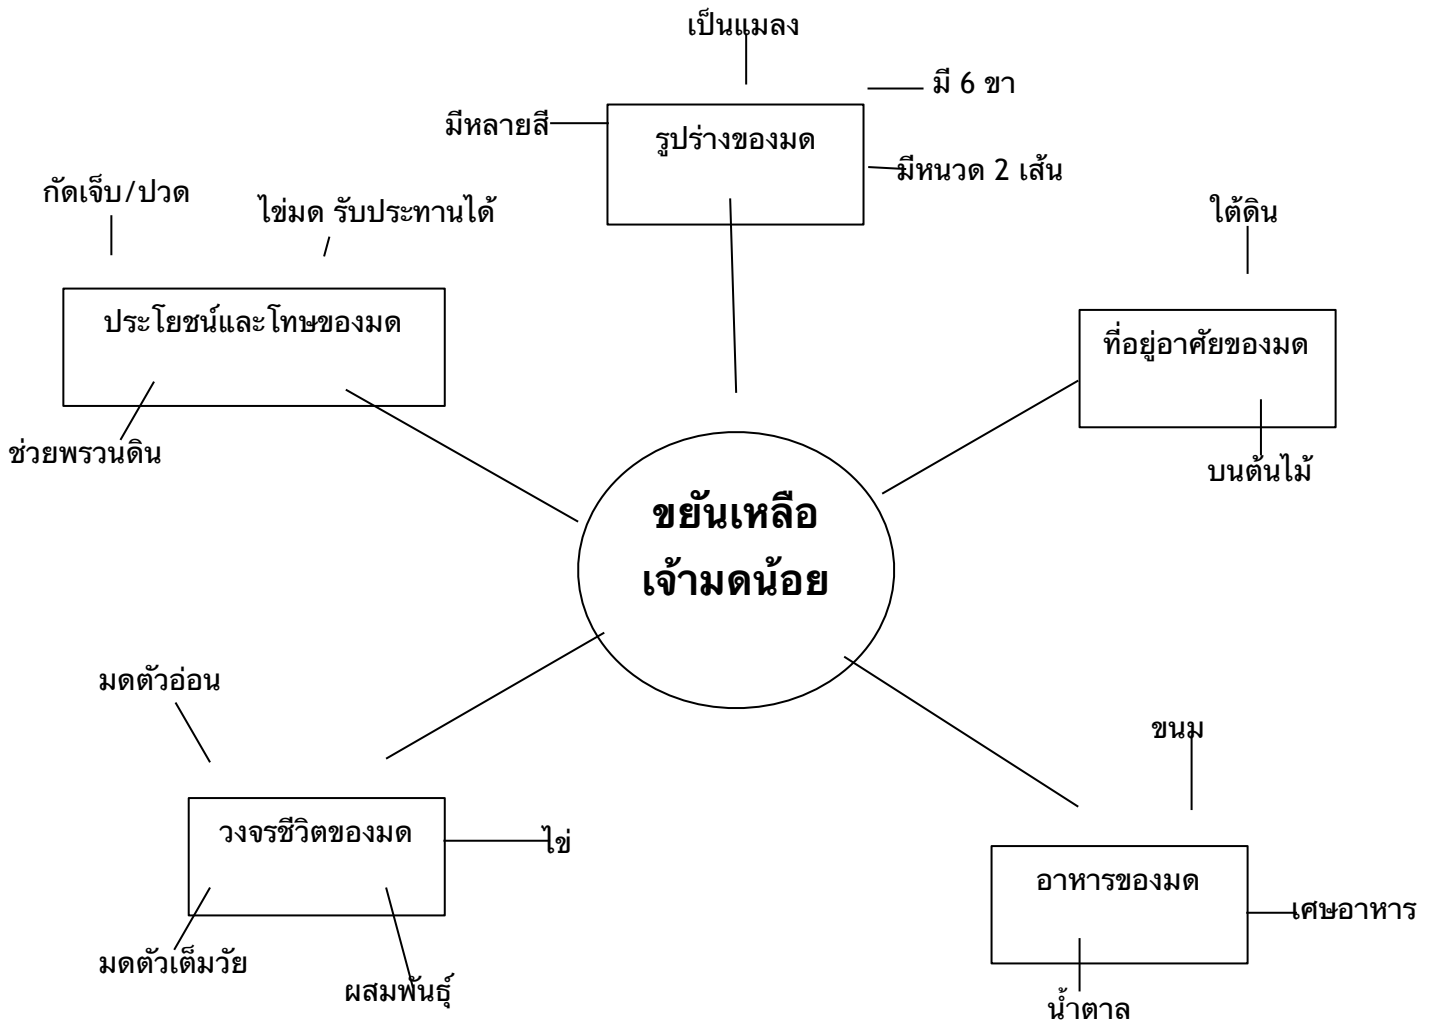 เป็นแมลง
มี 6 ขา
มีหลายสี
รูปร่างของมด
มีหนวด 2 เส้น
กัดเจ็บ/ปวด
ไข่มด รับประทานได้
ใต้ดิน
ประโยชน์และโทษของมด
ที่อยู่อาศัยของมด
ช่วยพรวนดิน
บนต้นไม้
ขยันเหลือ
เจ้ามดน้อย
มดตัวอ่อน
ขนม
วงจรชีวิตของมด
ไข่
อาหารของมด
เศษอาหาร
มดตัวเต็มวัย
ผสมพันธุ์
น้ำตาล